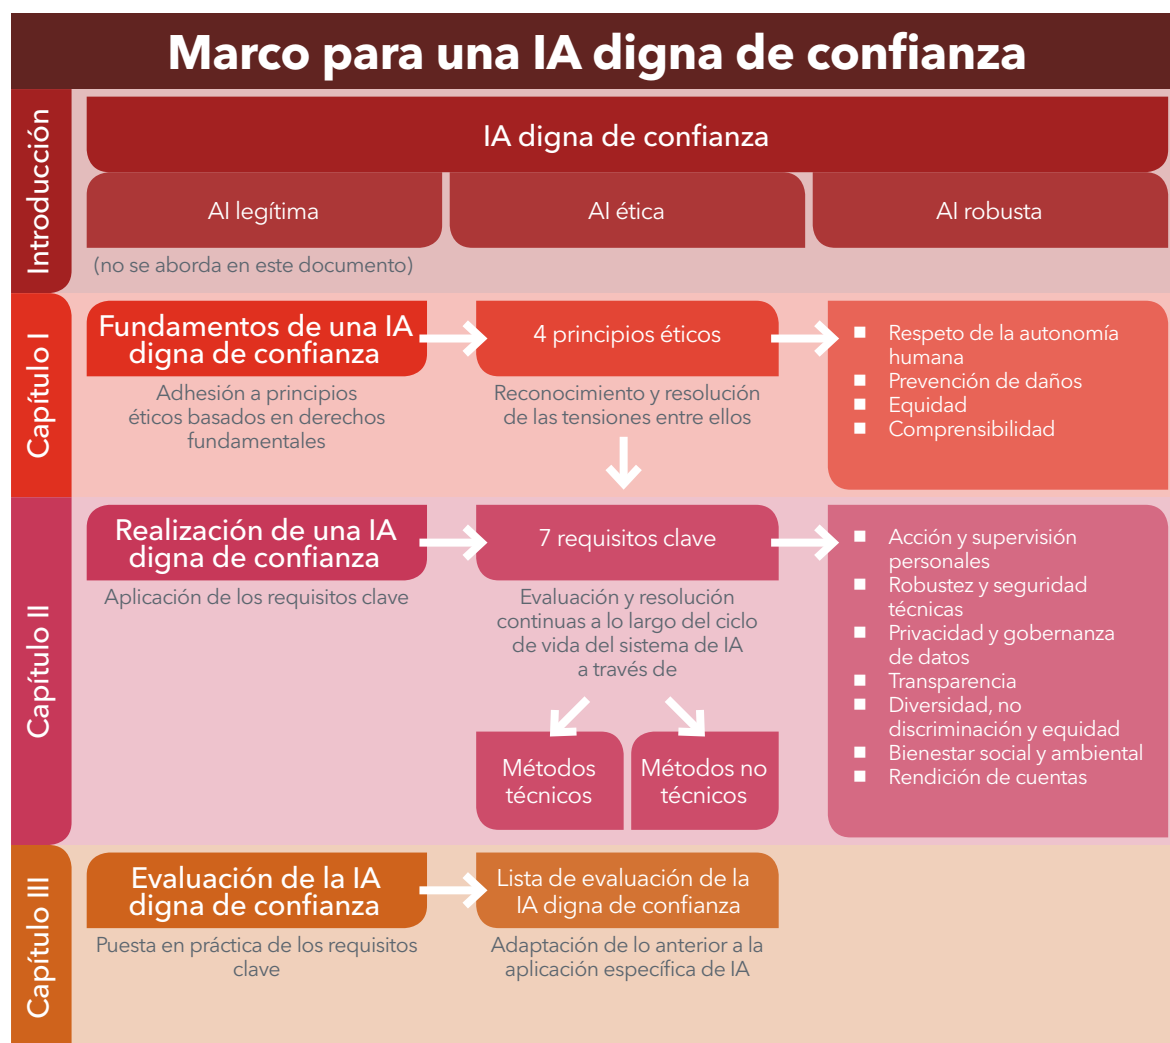 Marco para una IA digna de confianza
Introducción
IA digna de confianza
AI legítima
AI ética
AI robusta
(no se aborda en este documento)
Capítulo I
Fundamentos de una IA
digna de confianza
Adhesión a principios
éticos basados en derechos
fundamentales
4 principios éticos
Reconocimiento y resolución
de las tensiones entre ellos
■ Respeto de la autonomía
humana
■ Prevención de daños
■ Equidad
■ Comprensibilidad
Capítulo II
Realización de una IA
digna de confianza
Aplicación de los requisitos clave
7 requisitos clave
Evaluación y resolución
continuas a lo largo del ciclo
de vida del sistema de IA
a través de
Métodos
técnicos
Métodos no
técnicos
■ Acción y supervisión
personales
■ Robustez y seguridad
técnicas
■ Privacidad y gobernanza
de datos
■ Transparencia
■ Diversidad, no
discriminación y equidad
■ Bienestar social y ambiental
■ Rendición de cuentas
Capítulo III
Evaluación de la IA
digna de confianza
Puesta en práctica de los requisitos
clave
Lista de evaluación de la
IA digna de confianza
Adaptación de lo anterior a la
aplicación específica de IA